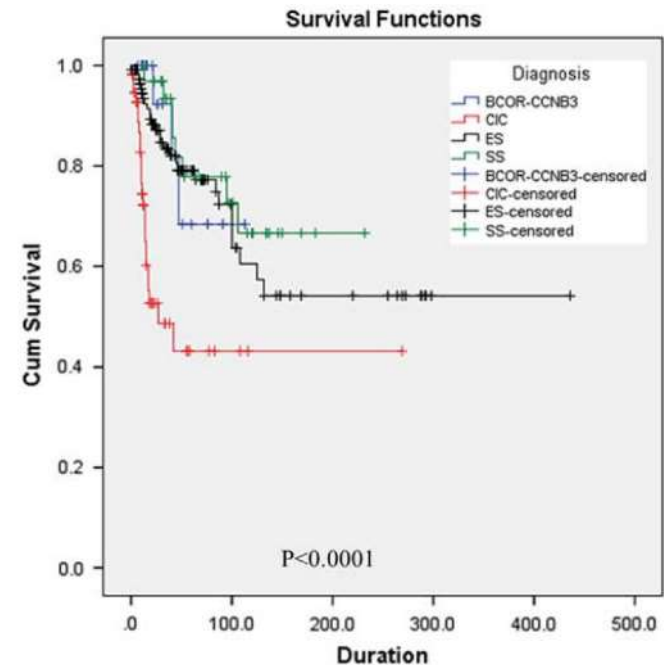 Survival Functions
Cum Survival
1.0
0.8
0.6
0.4
0.2
0.0
Diagnosis
BCOR-CCNB3
CIC
ES
SS
BCOR-CCNB3-censored
CIC-censored
ES-censored
SS-censored
P<0.0001
.0 100.0 200.0 300.0 400.0 500.0
Duration